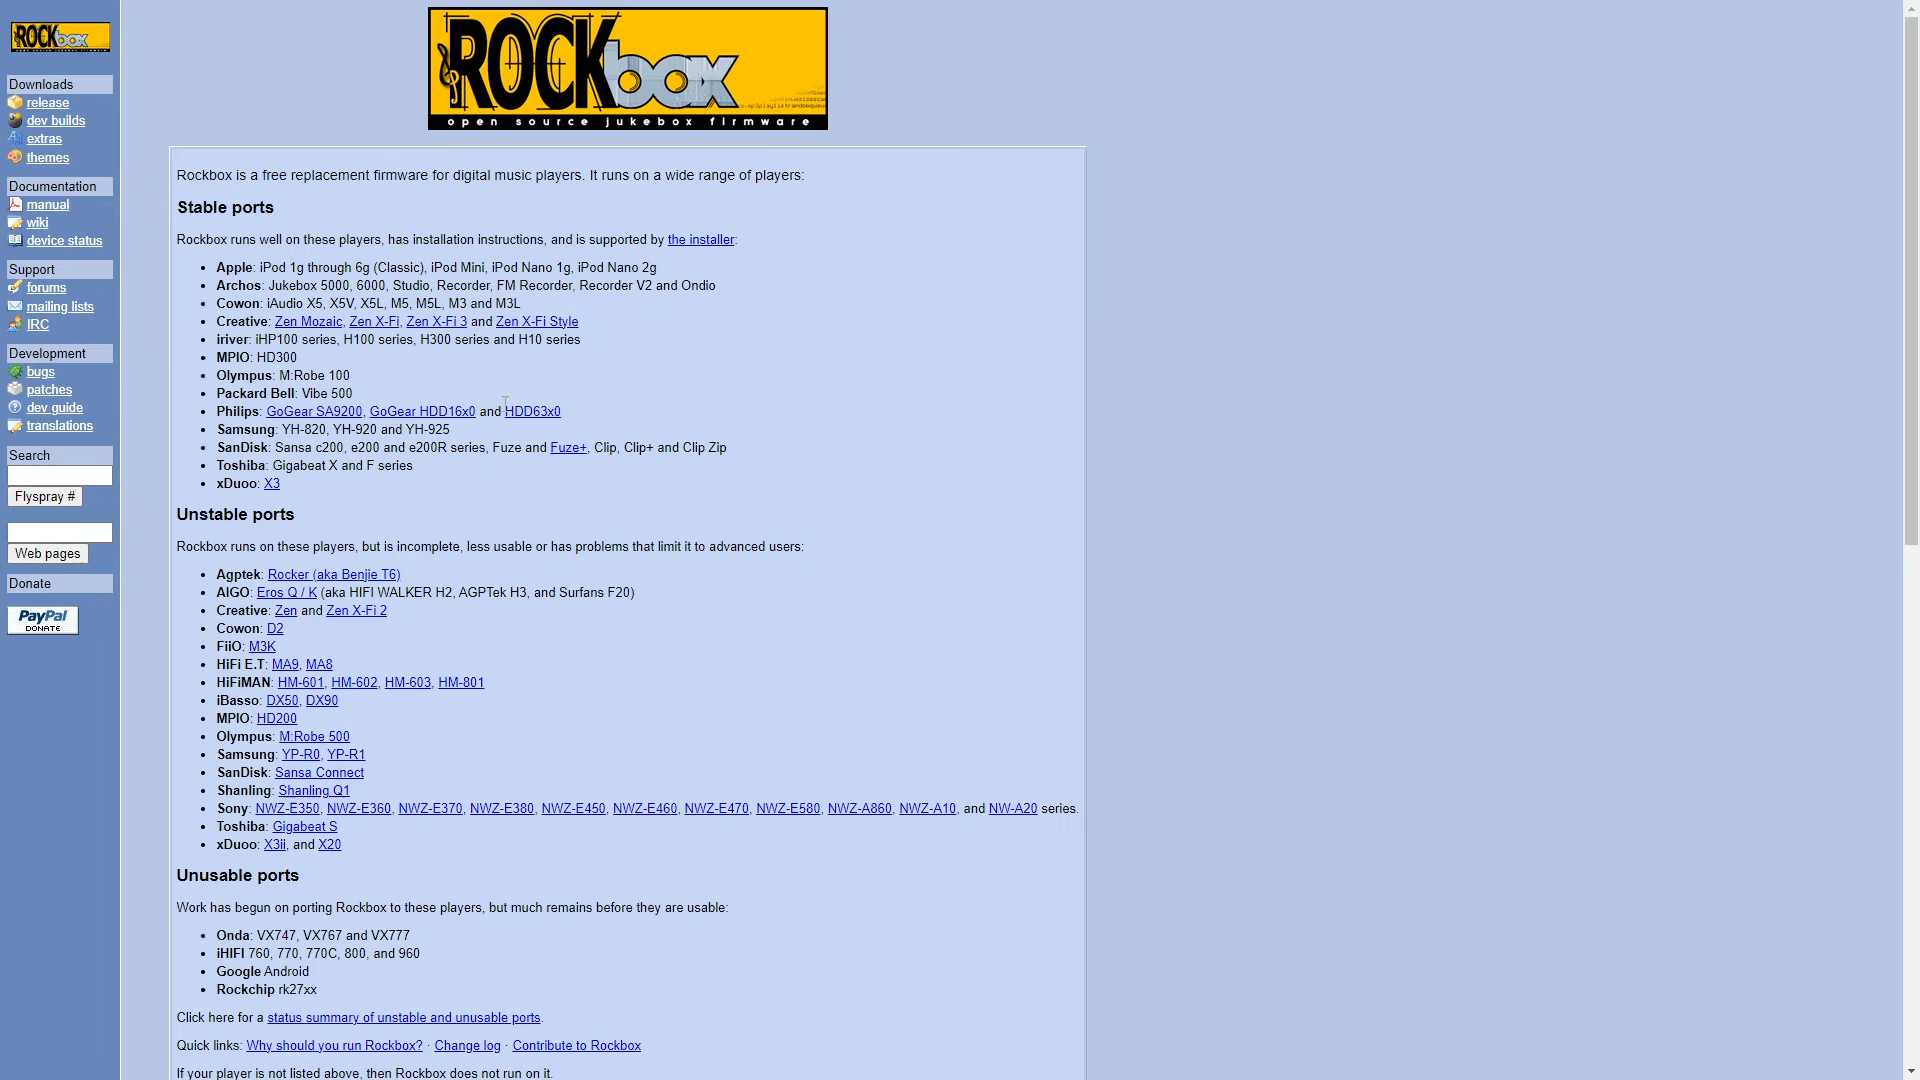 ROCKbox
Downloads
release
dev builds
extras
themes
Documentation
manual
wiki
device status
Support
forums
mailing lists
IRC
Development
bugs
patches
dev guide
translations
Search
Flyspray #
Web pages
Donate
PayPal
DONATE
ROCKbox
open source jukebox firmware
Rockbox is a free replacement firmware for digital music players. It runs on a wide range of players:
Stable ports
Rockbox runs well on these players, has installation instructions, and is supported by the installer:
• Apple: iPod 1g through 6g (Classic), iPod Mini, iPod Nano 1g, iPod Nano 2g
• Archos: Jukebox 5000, 6000, Studio, Recorder, FM Recorder, Recorder V2 and Ondio
• Cowon: iAudio X5, X5V, X5L, M5, M5L, M3 and M3L
• Creative: Zen Mozaic, Zen X-Fi, Zen X-Fi 3 and Zen X-Fi Style
• iriver: iHP100 series, H100 series, H300 series and H10 series
• MPIO: HD300
• Olympus: M:Robe 100
• Packard Bell: Vibe 500
• Philips: GoGear SA9200, GoGear HDD16x0 and HDD63x0
• Samsung: YH-820, YH-920 and YH-925
• SanDisk: Sansa c200, e200 and e200R series, Fuze and Fuze+, Clip, Clip+ and Clip Zip
• Toshiba: Gigabeat X and F series
• xDuoo: X3
Unstable ports
Rockbox runs on these players, but is incomplete, less usable or has problems that limit it to advanced users:
• Agptek: Rocker (aka Benjie T6)
• AIGO: Eros Q / K (aka HIFI WALKER H2, AGPTek H3, and Surfans F20)
• Creative: Zen and Zen X-Fi 2
• Cowon: D2
• FiiO: M3K
• HiFi E.T: MA9, MA8
• HiFiMAN: HM-601, HM-602, HM-603, HM-801
• iBasso: DX50, DX90
• MPIO: HD200
• Olympus: M:Robe 500
• Samsung: YP-R0, YP-R1
• SanDisk: Sansa Connect
• Shanling: Shanling Q1
• Sony: NWZ-E350, NWZ-E360, NWZ-E370, NWZ-E380, NWZ-E450, NWZ-E460, NWZ-E470, NWZ-E580, NWZ-A860, NWZ-A10, and NW-A20 series.
• Toshiba: Gigabeat S
• xDuoo: X3ii, and X20
Unusable ports
Work has begun on porting Rockbox to these players, but much remains before they are usable:
• Onda: VX747, VX767 and VX777
• iHIFI 760, 770, 770C, 800, and 960
• Google Android
• Rockchip rk27xx
Click here for a status summary of unstable and unusable ports.
Quick links: Why should you run Rockbox? · Change log · Contribute to Rockbox
If your player is not listed above, then Rockbox does not run on it.